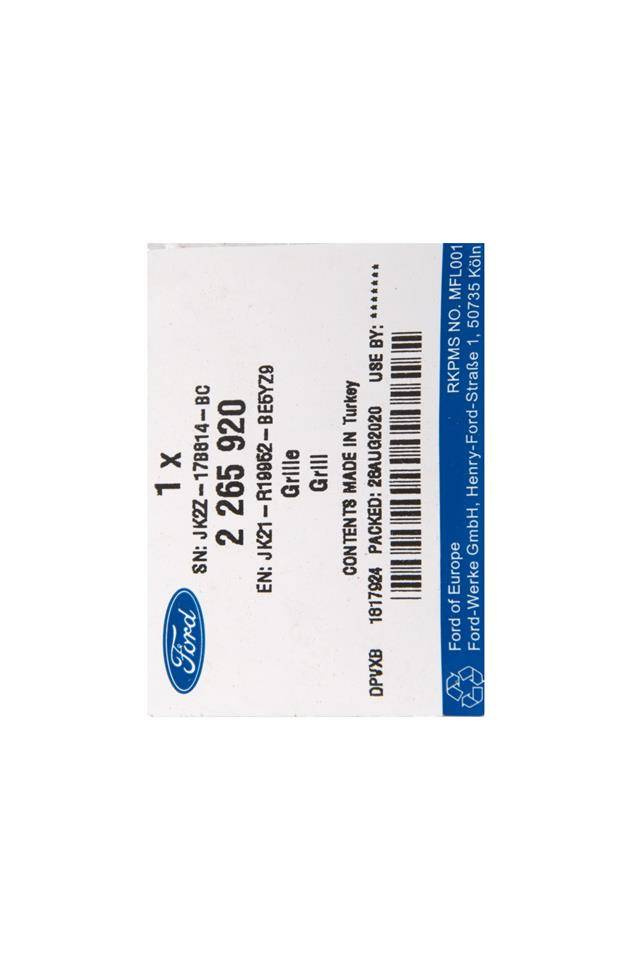 Ford
1 x
SN: JK2Z-17B814-BC
2 265 920
EN: JK21-R19952-BE5YZ9
Grille
Grill
CONTENTS MADE IN Turkey
DPVXB 1817924 PACKED: 28AUG2020 USE BY: *******
RKPMS NO. MFL001
Ford of Europe
Ford-Werke GmbH, Henry-Ford-Straße 1, 50735 Köln